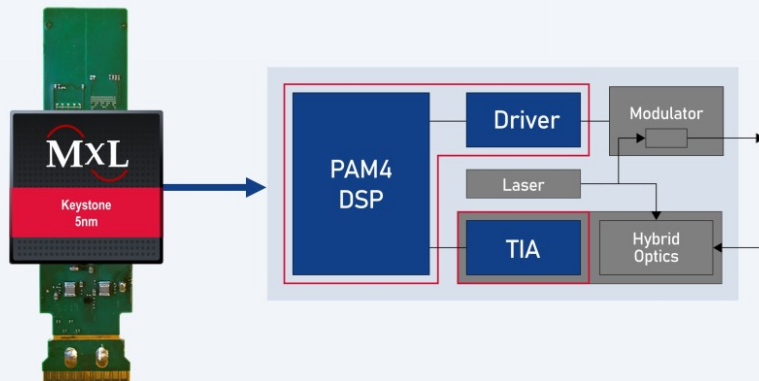 MxL
Keystone
5nm
PAM4
DSP
Driver
Modulator
Laser
TIA
Hybrid
Optics